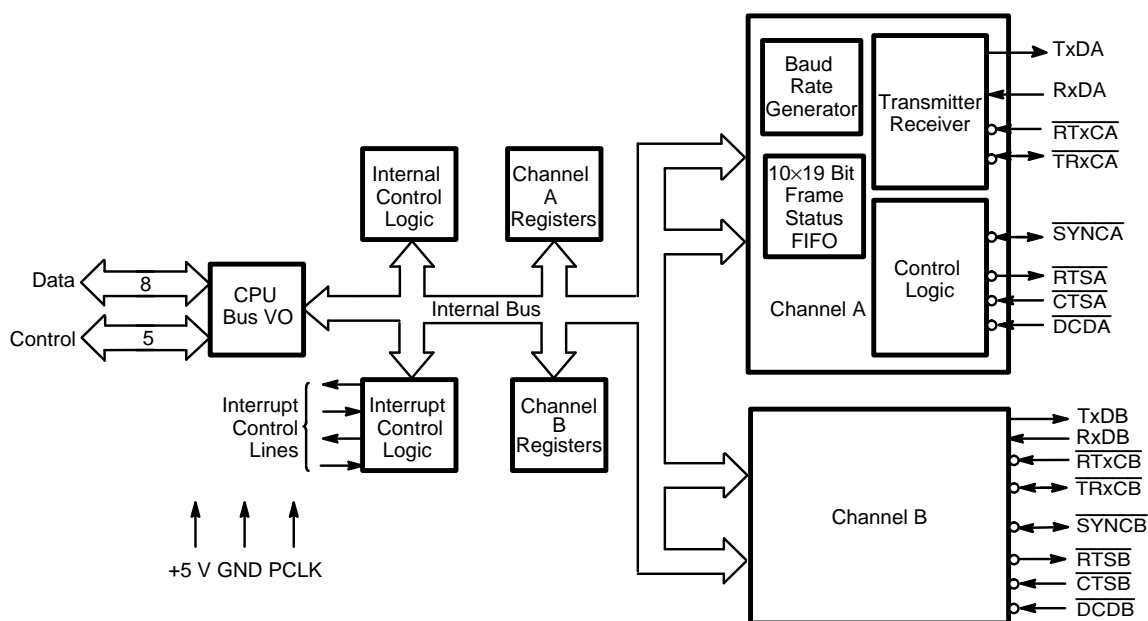 Baud
Rate
Generator
Transmitter
Receiver
10×19 Bit
Frame
Status
FIFO
Channel A
Control
Logic
TxDA
RxDA
RTxCA
TRxCA
SYNCA
RTSA
CTSA
DCDA
Internal
Control
Logic
Channel
A
Registers
Data
8
Control
5
CPU
Bus VO
Internal Bus
Interrupt
Control
Lines
Interrupt
Control
Logic
Channel
B
Registers
+5 V GND PCLK
Channel B
TxDB
RxDB
RTxCB
TRxCB
SYNCB
RTSB
CTSB
DCDB